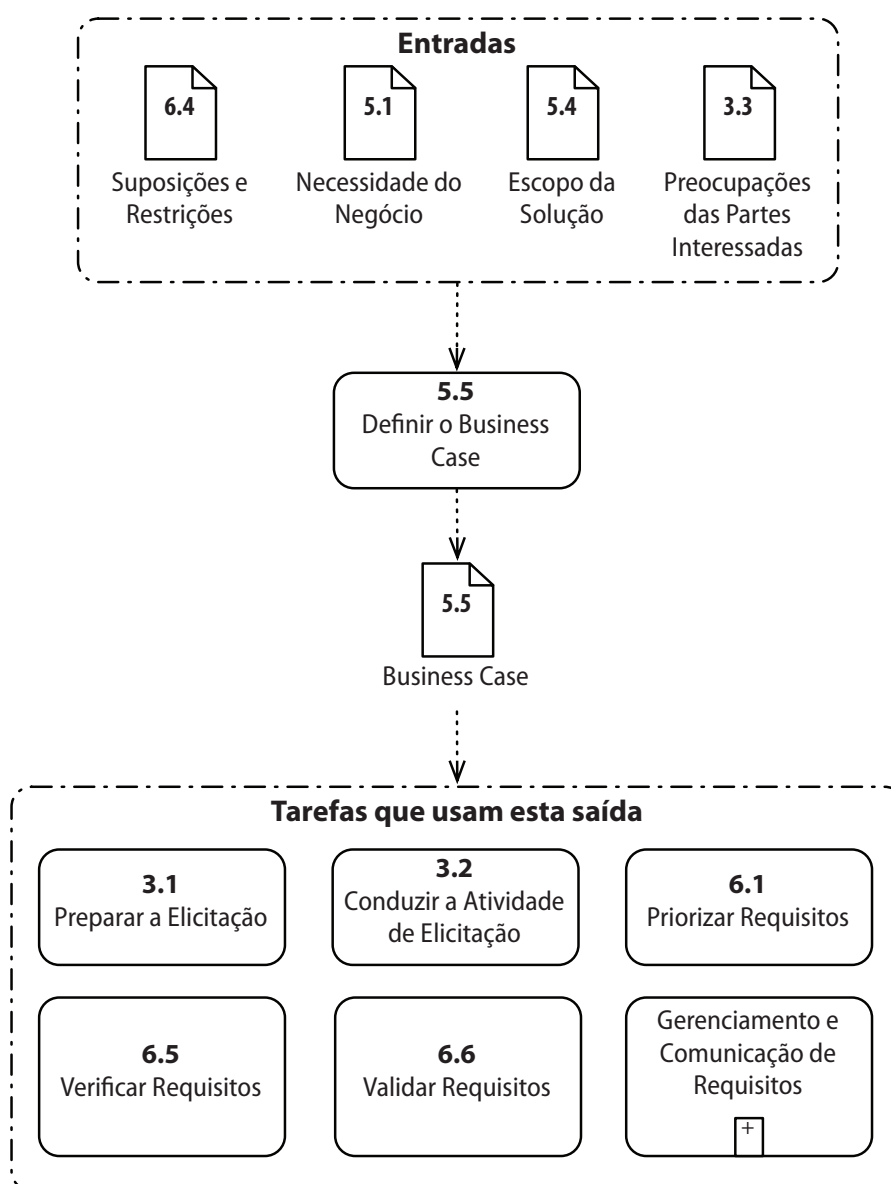 Entradas
6.4
5.1
5.4
3.3
Suposições e
Restrições
Necessidade do
Negócio
Escopo da
Solução
Preocupações
das Partes
Interessadas
5.5
Definir o Business
Case
5.5
Business Case
Tarefas que usam esta saída
3.1
Preparar a Elicitação
3.2
Conduzir a Atividade
de Elicitação
6.1
Priorizar Requisitos
6.5
Verificar Requisitos
6.6
Validar Requisitos
Gerenciamento e
Comunicação de
Requisitos
+